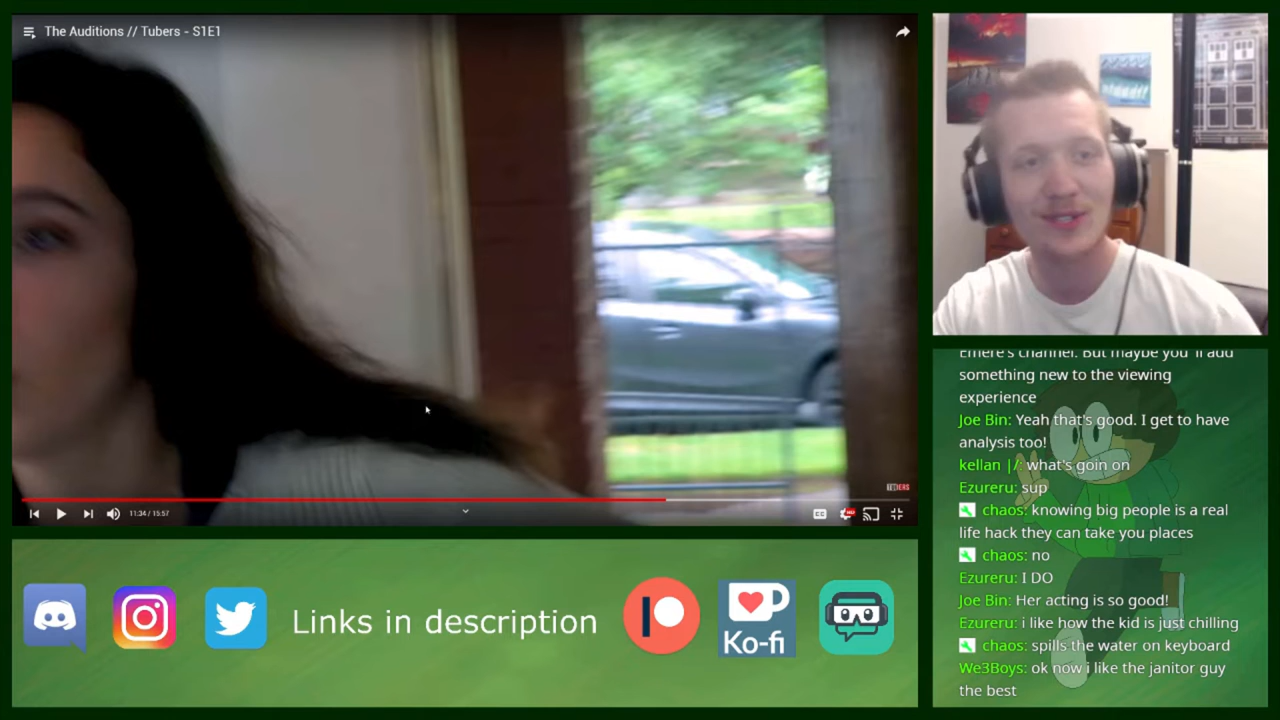 The Auditions // Tubers - S1E1
TUBERS
11:34 / 15:57
CC
HD
Links in description
Ko-fi
Emere's channel. But maybe you'll add
something new to the viewing
experience
Joe Bin: Yeah that's good. I get to have
analysis too!
kellan |/: what's goin on
Ezureru: sup
chaos: knowing big people is a real
life hack they can take you places
chaos: no
Ezureru: I DO
Joe Bin: Her acting is so good!
Ezureru: i like how the kid is just chilling
chaos: spills the water on keyboard
We3Boys: ok now i like the janitor guy
the best